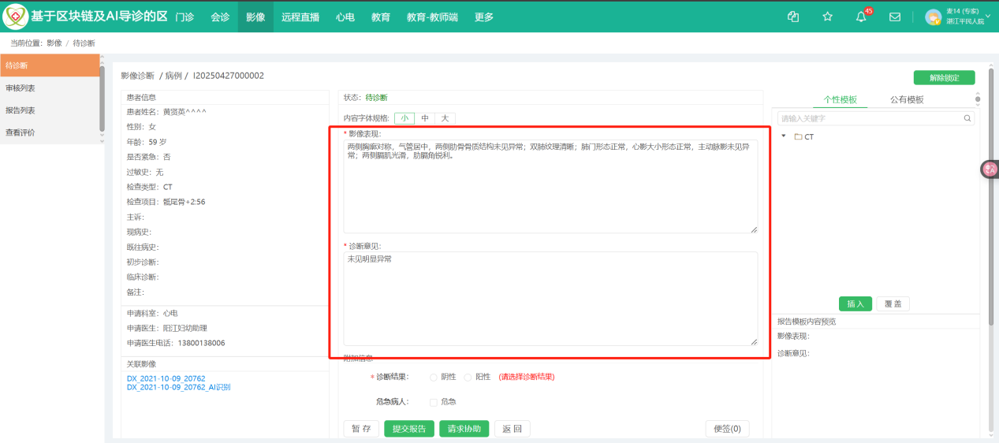 基于区块链及AI导诊的区 门诊 会诊 影像 远程直播 心电 教育 教育-教师端 更多 45 麦14 (专家)
湛江平民人院
当前位置：影像 / 待诊断
待诊断
审核列表
报告列表
查看评价
影像诊断 / 病例 / I20250427000002
解除锁定
患者信息
患者姓名：黄贤英^^^^
性别：女
年龄：59 岁
是否紧急：否
过敏史：无
检查类型：CT
检查项目：骶尾骨+2:56
主诉：
现病史：
既往病史：
初步诊断：
临床诊断：
备注：
申请科室：心电
申请医生：阳江妇幼助理
申请医生电话：13800138006
关联影像
DX_2021-10-09_20762
DX_2021-10-09_20762_AI识别
状态：待诊断
内容字体规格： 小 中 大
* 影像表现：
两侧胸廓对称，气管居中，两侧肋骨骨质结构未见异常；双肺纹理清晰；肺门形态正常，心影大小形态正常，主动脉影未见异
常；两侧膈肌光滑，肋膈角锐利。
* 诊断意见：
未见明显异常
附加信息
* 诊断结果： 阴性 阳性 (请选择诊断结果)
危急病人： 危急
暂 存 提交报告 请求协助 返 回 便签(0)
个性模板 公有模板
请输入关键字
CT
插 入 覆 盖
报告模板内容预览
影像表现：
诊断意见：